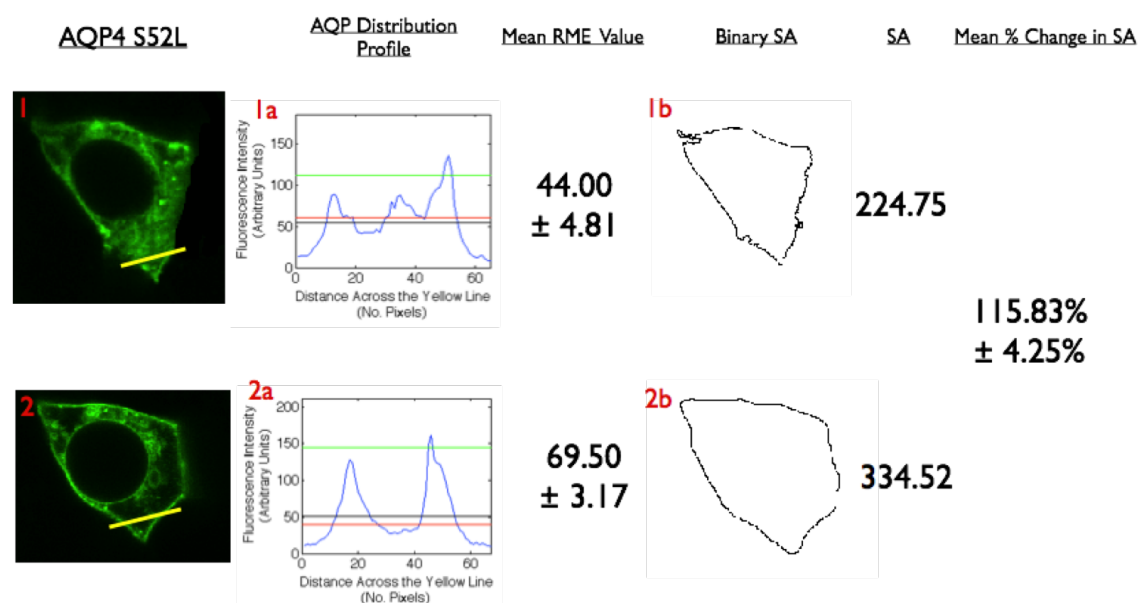 AQP4 S52L
AQP Distribution
Profile
Mean RME Value
Binary SA
SA
Mean % Change in SA
1
1a
Fluorescence Intensity
(Arbitrary Units)
150
100
50
0
0 20 40 60
Distance Across the Yellow Line
(No. Pixels)
44.00
± 4.81
1b
224.75
115.83%
± 4.25%
2
2a
Fluorescence Intensity
(Arbitrary Units)
200
150
100
50
0
0 20 40 60
Distance Across the Yellow Line
(No. Pixels)
69.50
± 3.17
2b
334.52